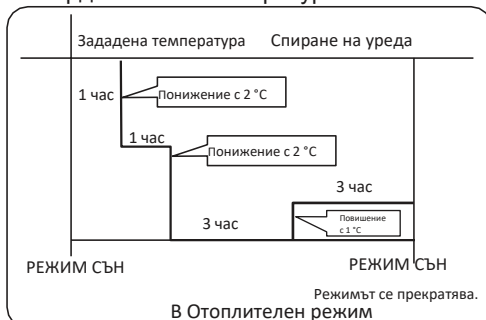 Зададена температура Спиране на уреда
1 час
Понижение с 2 °C
1 час
Понижение с 2 °C
3 час
3 час
Повишение
с 1 °C
РЕЖИМ СЪН
РЕЖИМ СЪН
Режимът се прекратява.
В Отоплителен режим